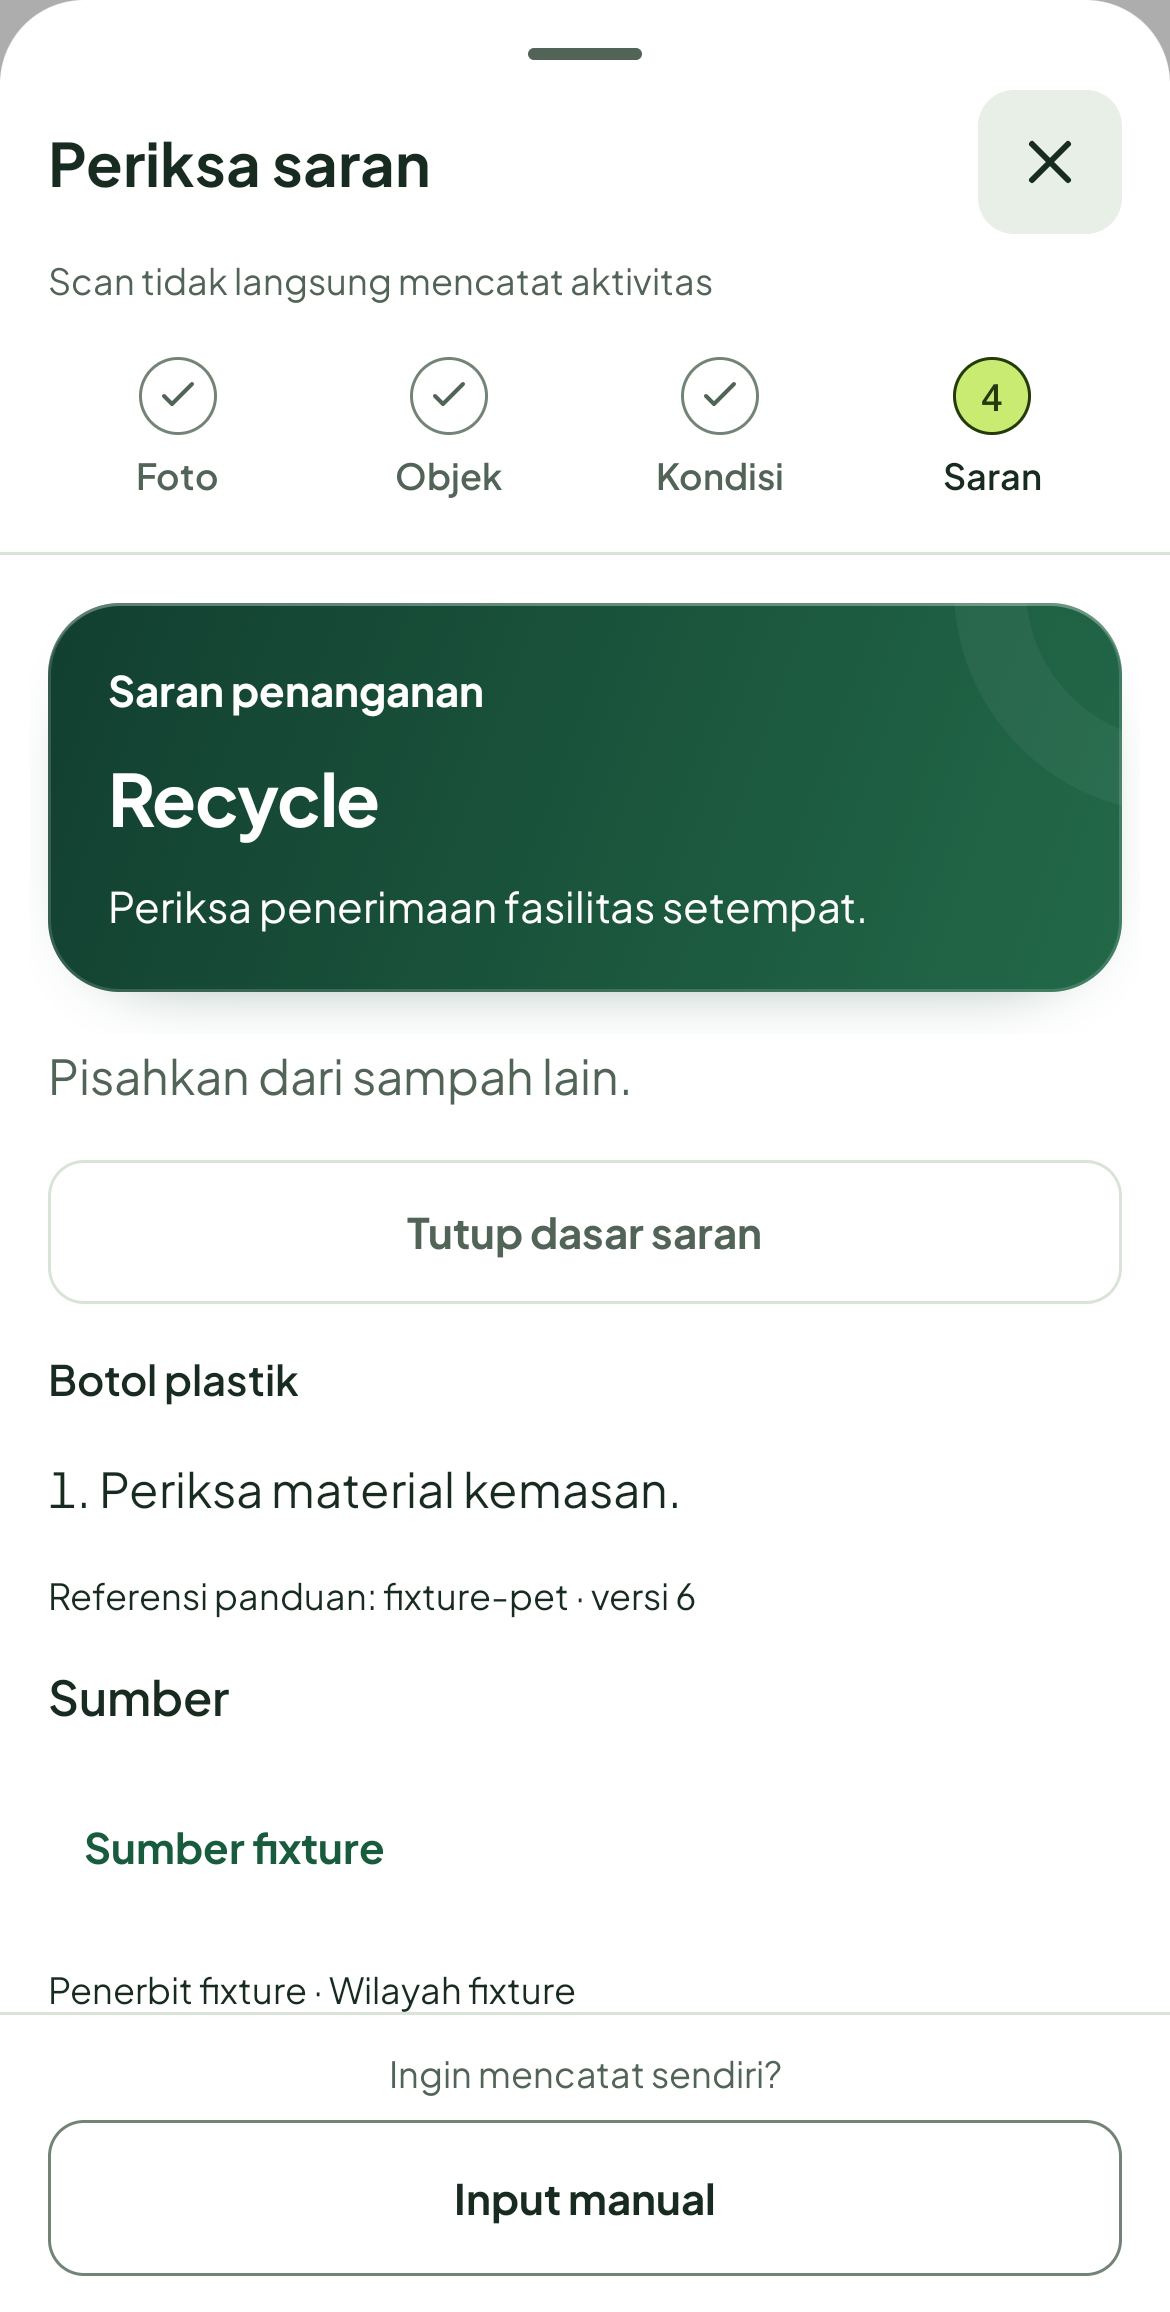 Periksa saran
Scan tidak langsung mencatat aktivitas
Foto
Objek
Kondisi
4
Saran
Saran penanganan
Recycle
Periksa penerimaan fasilitas setempat.
Pisahkan dari sampah lain.
Tutup dasar saran
Botol plastik
1. Periksa material kemasan.
Referensi panduan: fixture-pet · versi 6
Sumber
Sumber fixture
Penerbit fixture · Wilayah fixture
Ingin mencatat sendiri?
Input manual